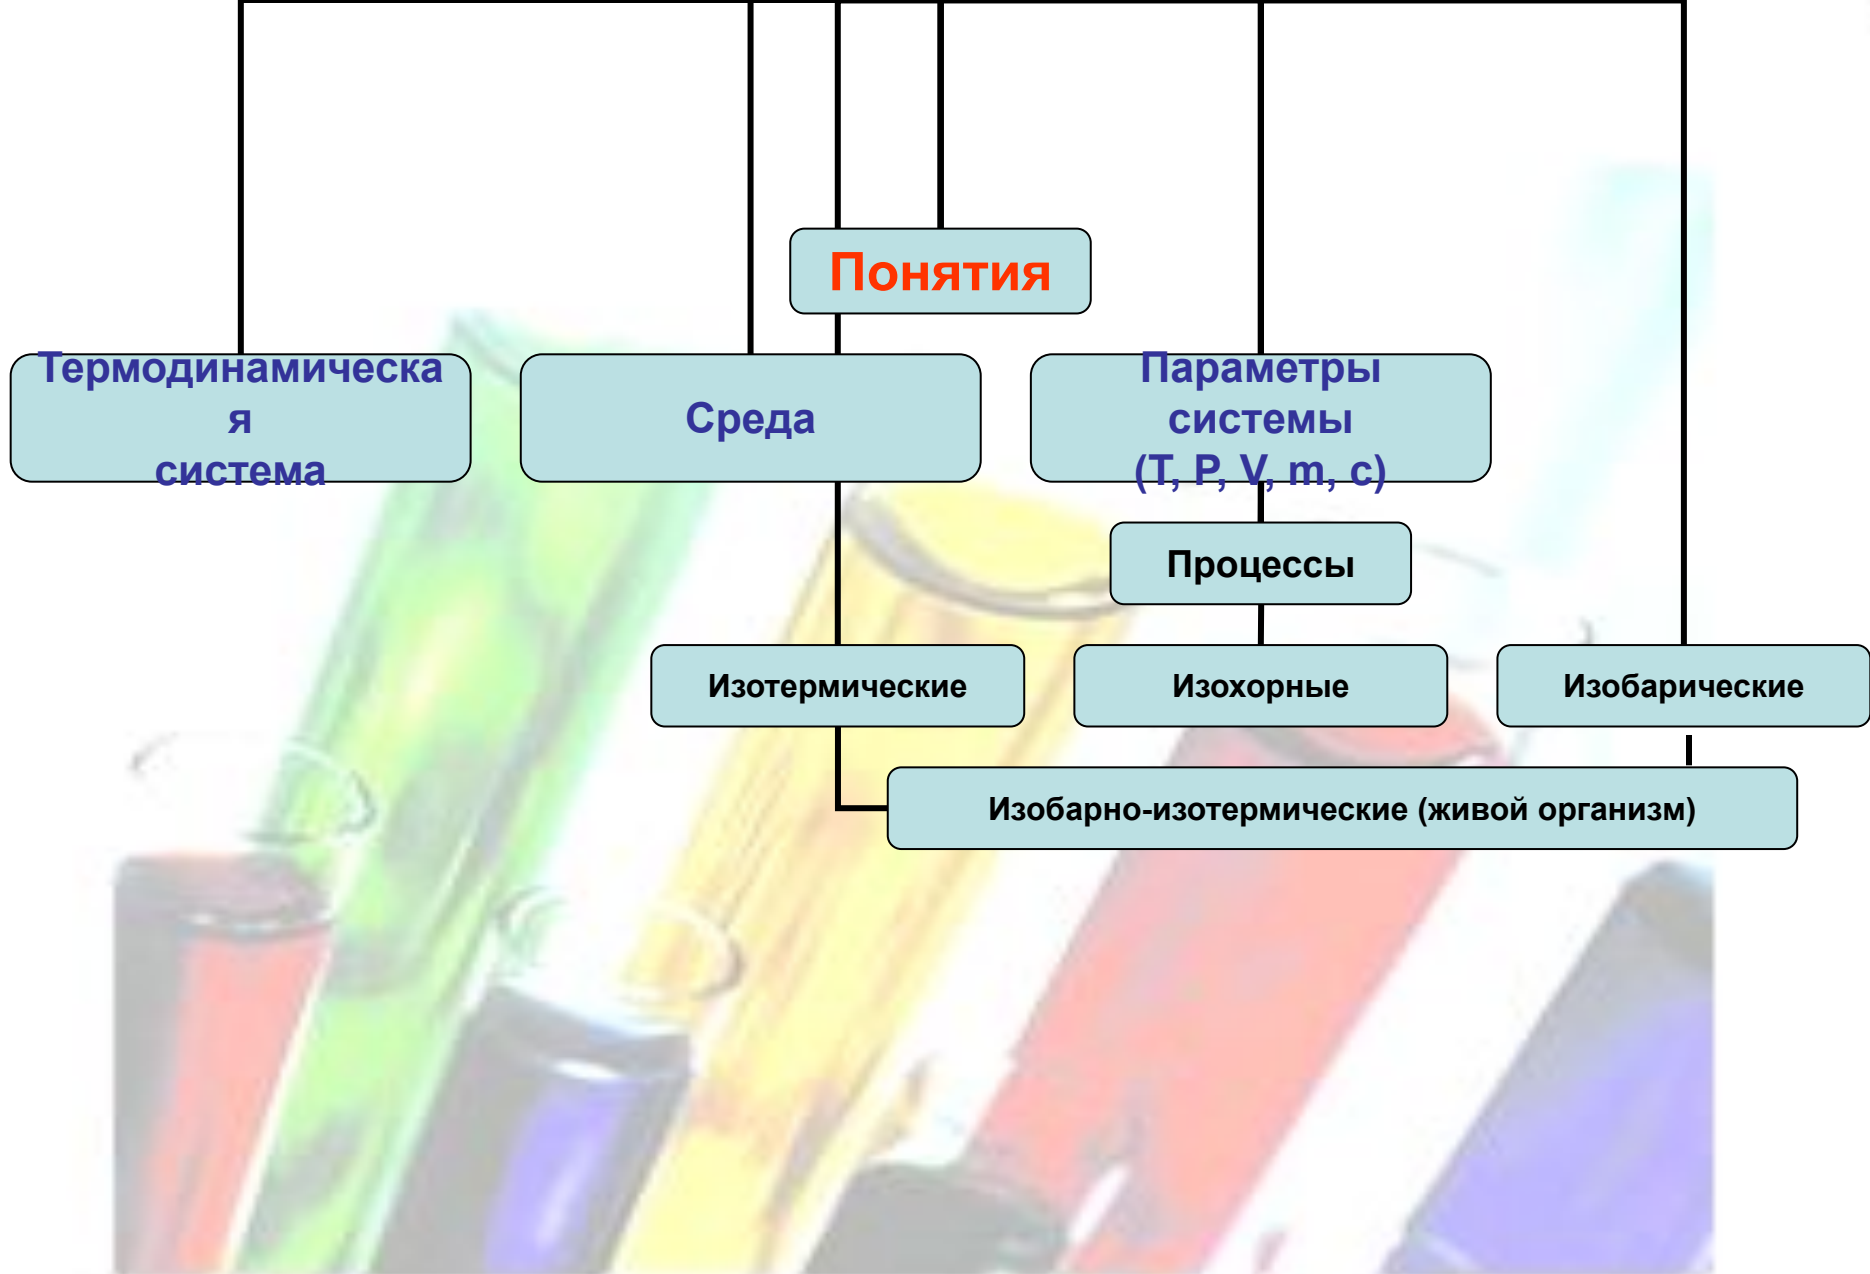 Понятия
Термодинамическа
я
система
Среда
Параметры
системы
(T, P, V, m, c)
Процессы
Изотермические
Изохорные
Изобарические
Изобарно-изотермические (живой организм)